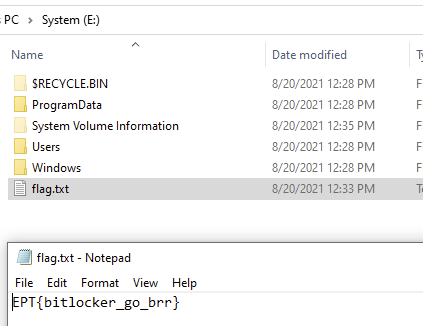 PC > System (E:)
Name Date modified
$RECYCLE.BIN 8/20/2021 12:28 PM
ProgramData 8/20/2021 12:28 PM
System Volume Information 8/20/2021 12:35 PM
Users 8/20/2021 12:28 PM
Windows 8/20/2021 12:28 PM
flag.txt 8/20/2021 12:33 PM
flag.txt - Notepad
File Edit Format View Help
EPT{bitlocker_go_brr}